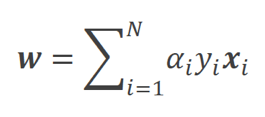 w = ∑_{i=1}^{N} α_i y_i x_i